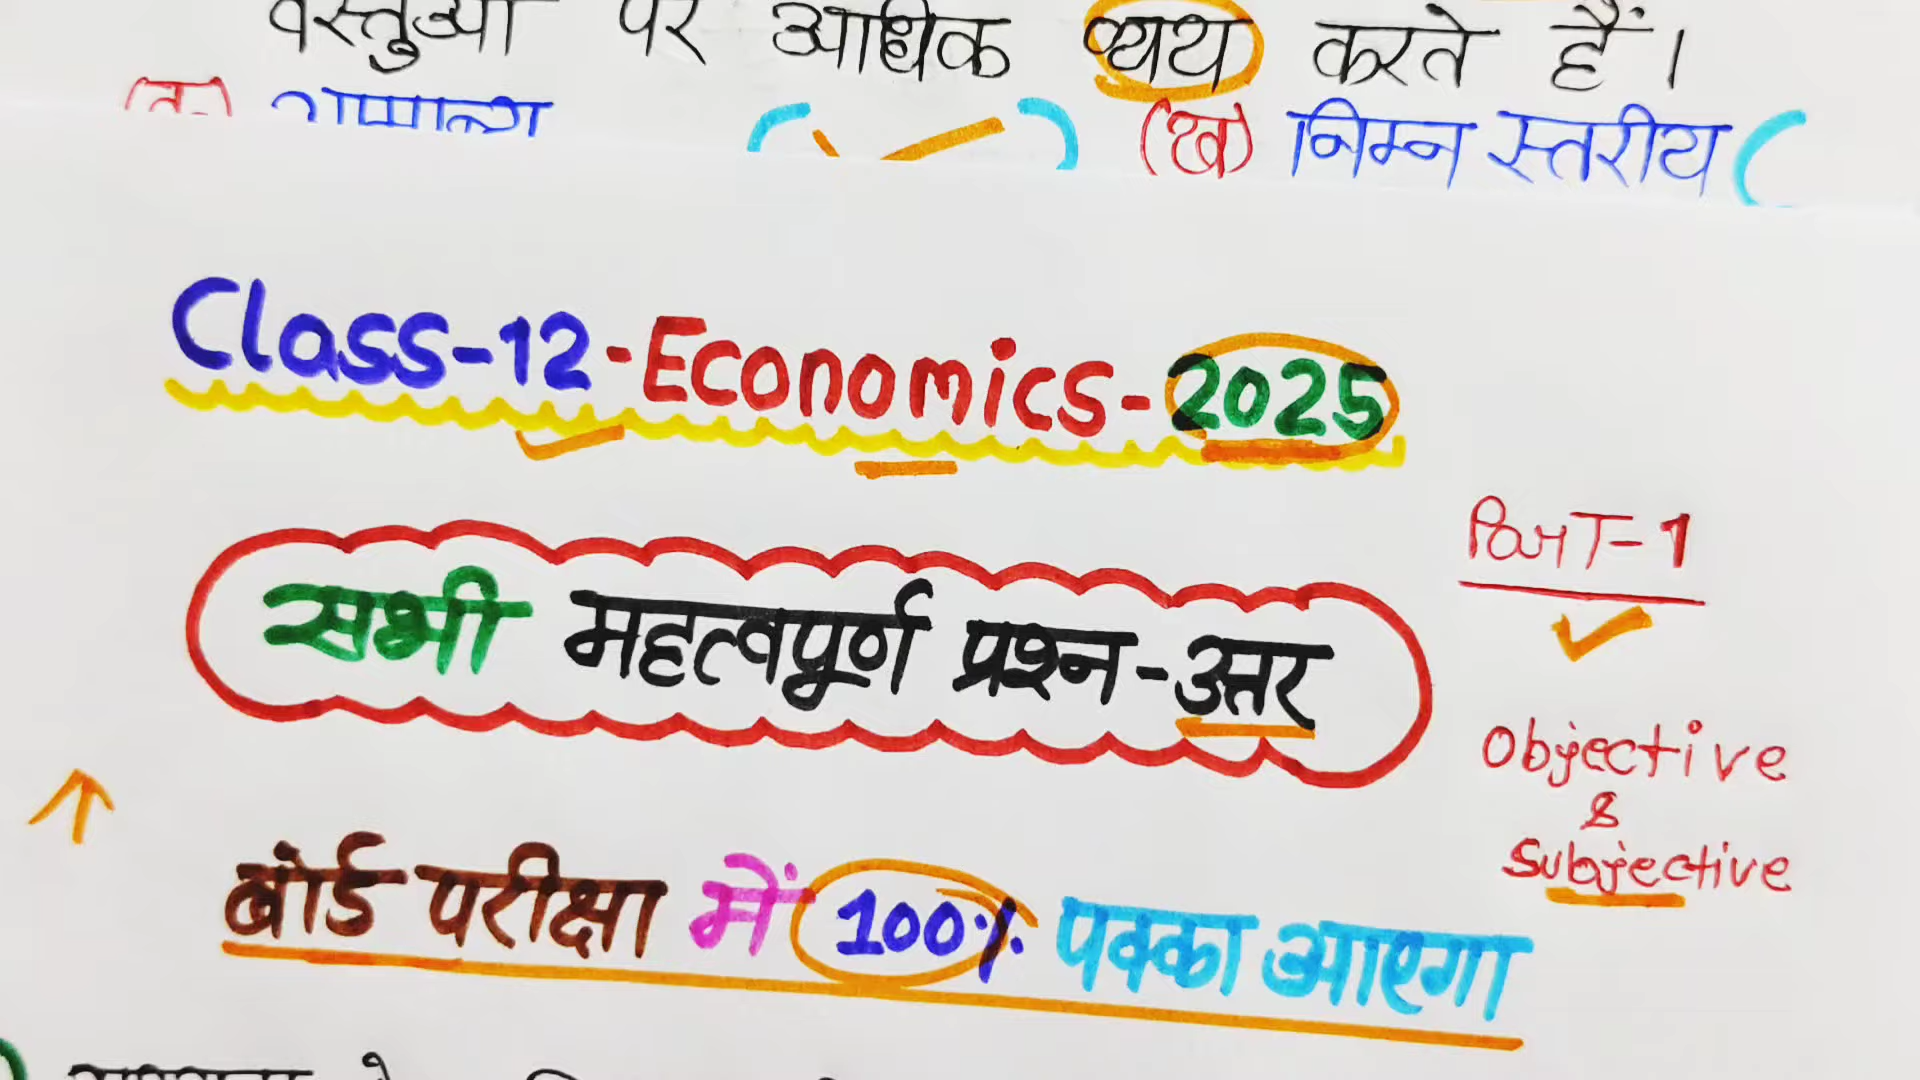 वस्तुओं पर अधिक व्यय करते हैं।
(ख) निम्न स्तरीय (
Class-12-Economics-2025
ParT-1
सभी महत्वपूर्ण प्रश्न-उत्तर
Objective
&
Subjective
बोर्ड परीक्षा में 100% पक्का आएगा